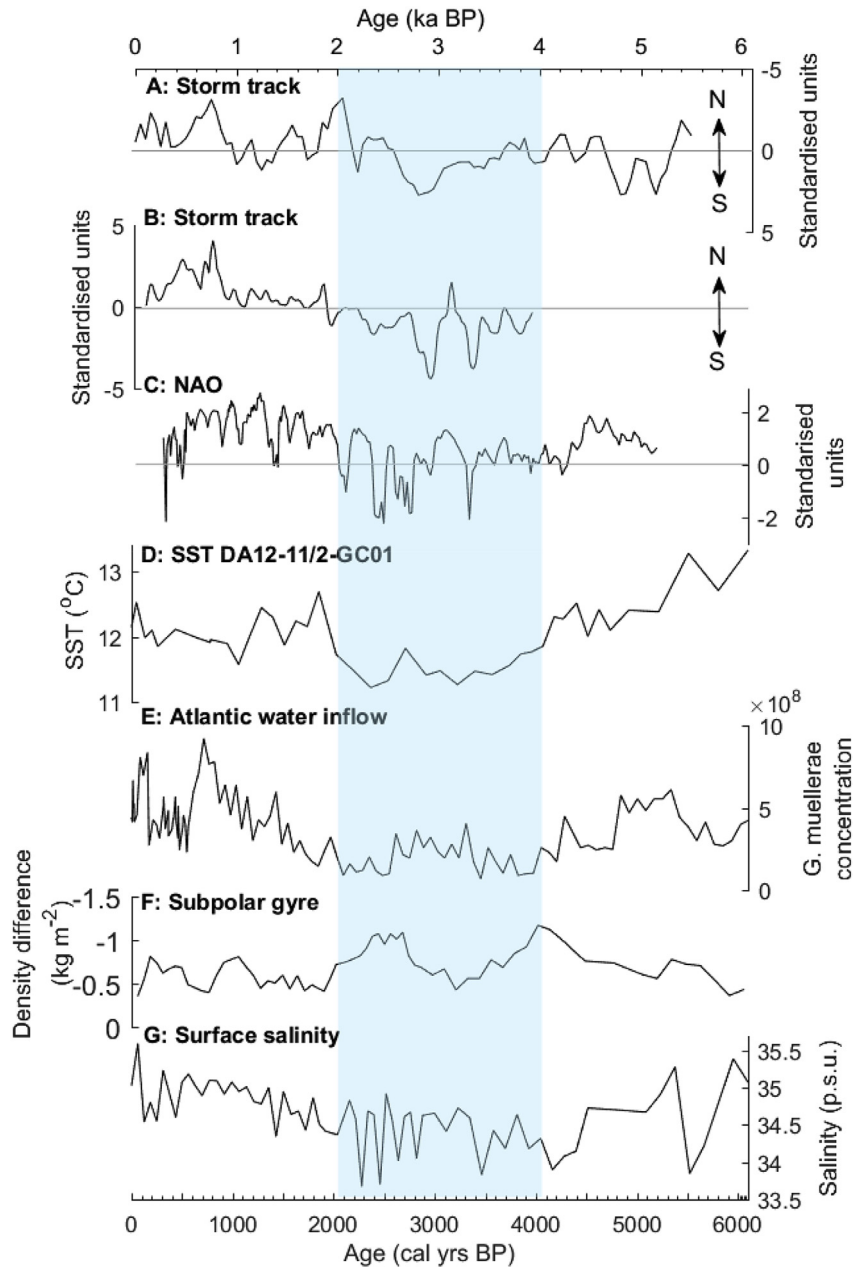 Age (ka BP)
0 1 2 3 4 5 6
A: Storm track
-5
0
5
Standardised units
N
S
B: Storm track
5
0
-5
Standardised units
N
S
C: NAO
2
0
-2
Standarised
units
D: SST DA12-11/2-GC01
13
12
11
SST (°C)
E: Atlantic water inflow
×10⁸
10
5
0
G. muellerae
concentration
F: Subpolar gyre
-1.5
-1
-0.5
0
Density difference
(kg m⁻²)
G: Surface salinity
35.5
35
34.5
34
33.5
Salinity (p.s.u.)
0 1000 2000 3000 4000 5000 6000
Age (cal yrs BP)